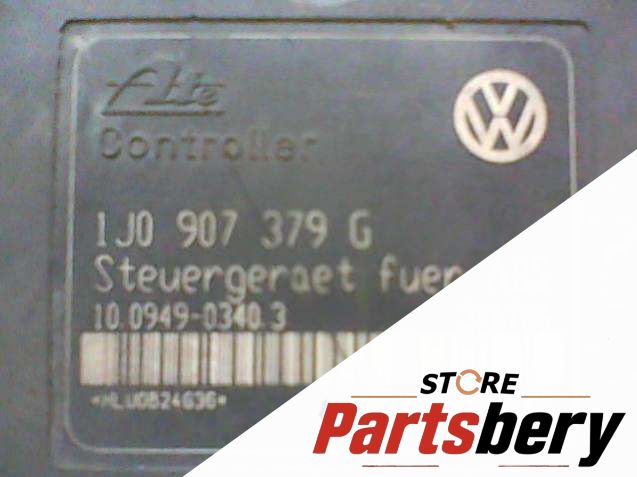 Ate
Controller
1J0 907 379 G
Steuergeraet fuer
10.0949-0340.3
STORE
Partsbery